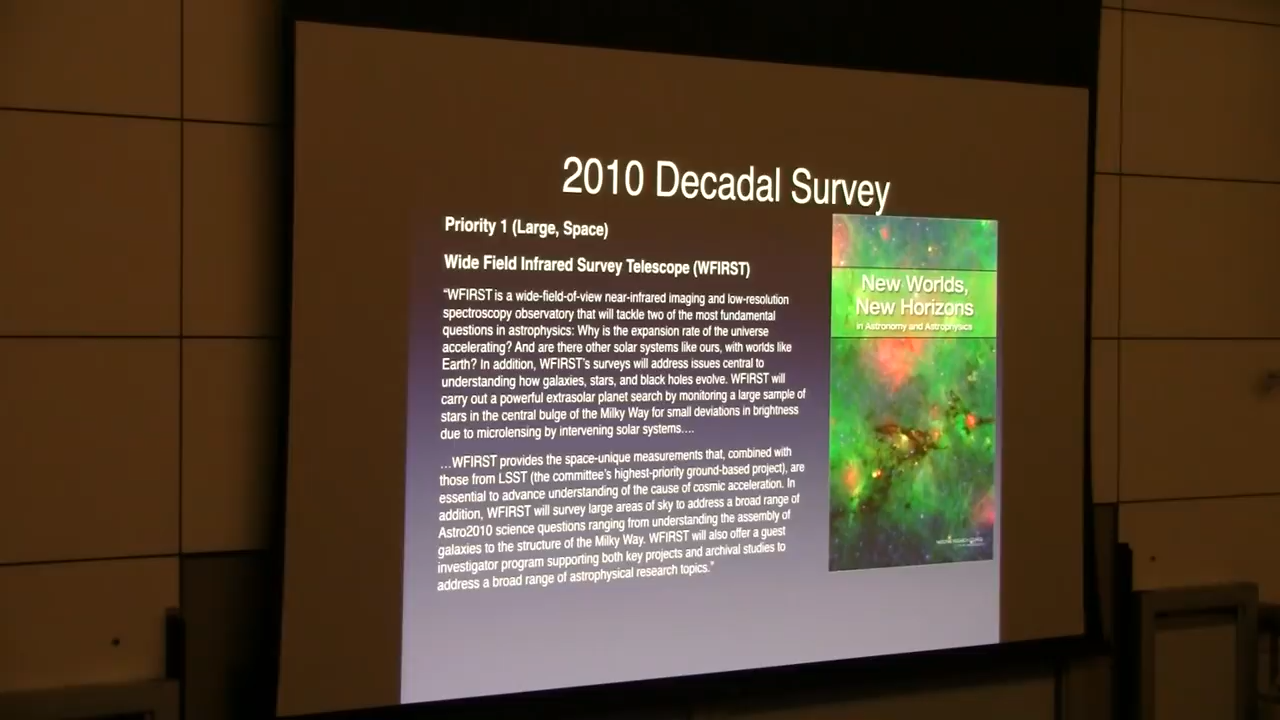 2010 Decadal Survey
Priority 1 (Large, Space)
Wide Field Infrared Survey Telescope (WFIRST)
“WFIRST is a wide-field-of-view near-infrared imaging and low-resolution
spectroscopy observatory that will tackle two of the most fundamental
questions in astrophysics: Why is the expansion rate of the universe
accelerating? And are there other solar systems like ours, with worlds like
Earth? In addition, WFIRST's surveys will address issues central to
understanding how galaxies, stars, and black holes evolve. WFIRST will
carry out a powerful extrasolar planet search by monitoring a large sample of
stars in the central bulge of the Milky Way for small deviations in brightness
due to microlensing by intervening solar systems....
...WFIRST provides the space-unique measurements that, combined with
those from LSST (the committee's highest-priority ground-based project), are
essential to advance understanding of the cause of cosmic acceleration. In
addition, WFIRST will survey large areas of sky to address a broad range of
Astro2010 science questions ranging from understanding the assembly of
galaxies to the structure of the Milky Way. WFIRST will also offer a guest
investigator program supporting both key projects and archival studies to
address a broad range of astrophysical research topics.”
New Worlds,
New Horizons
in Astronomy and Astrophysics